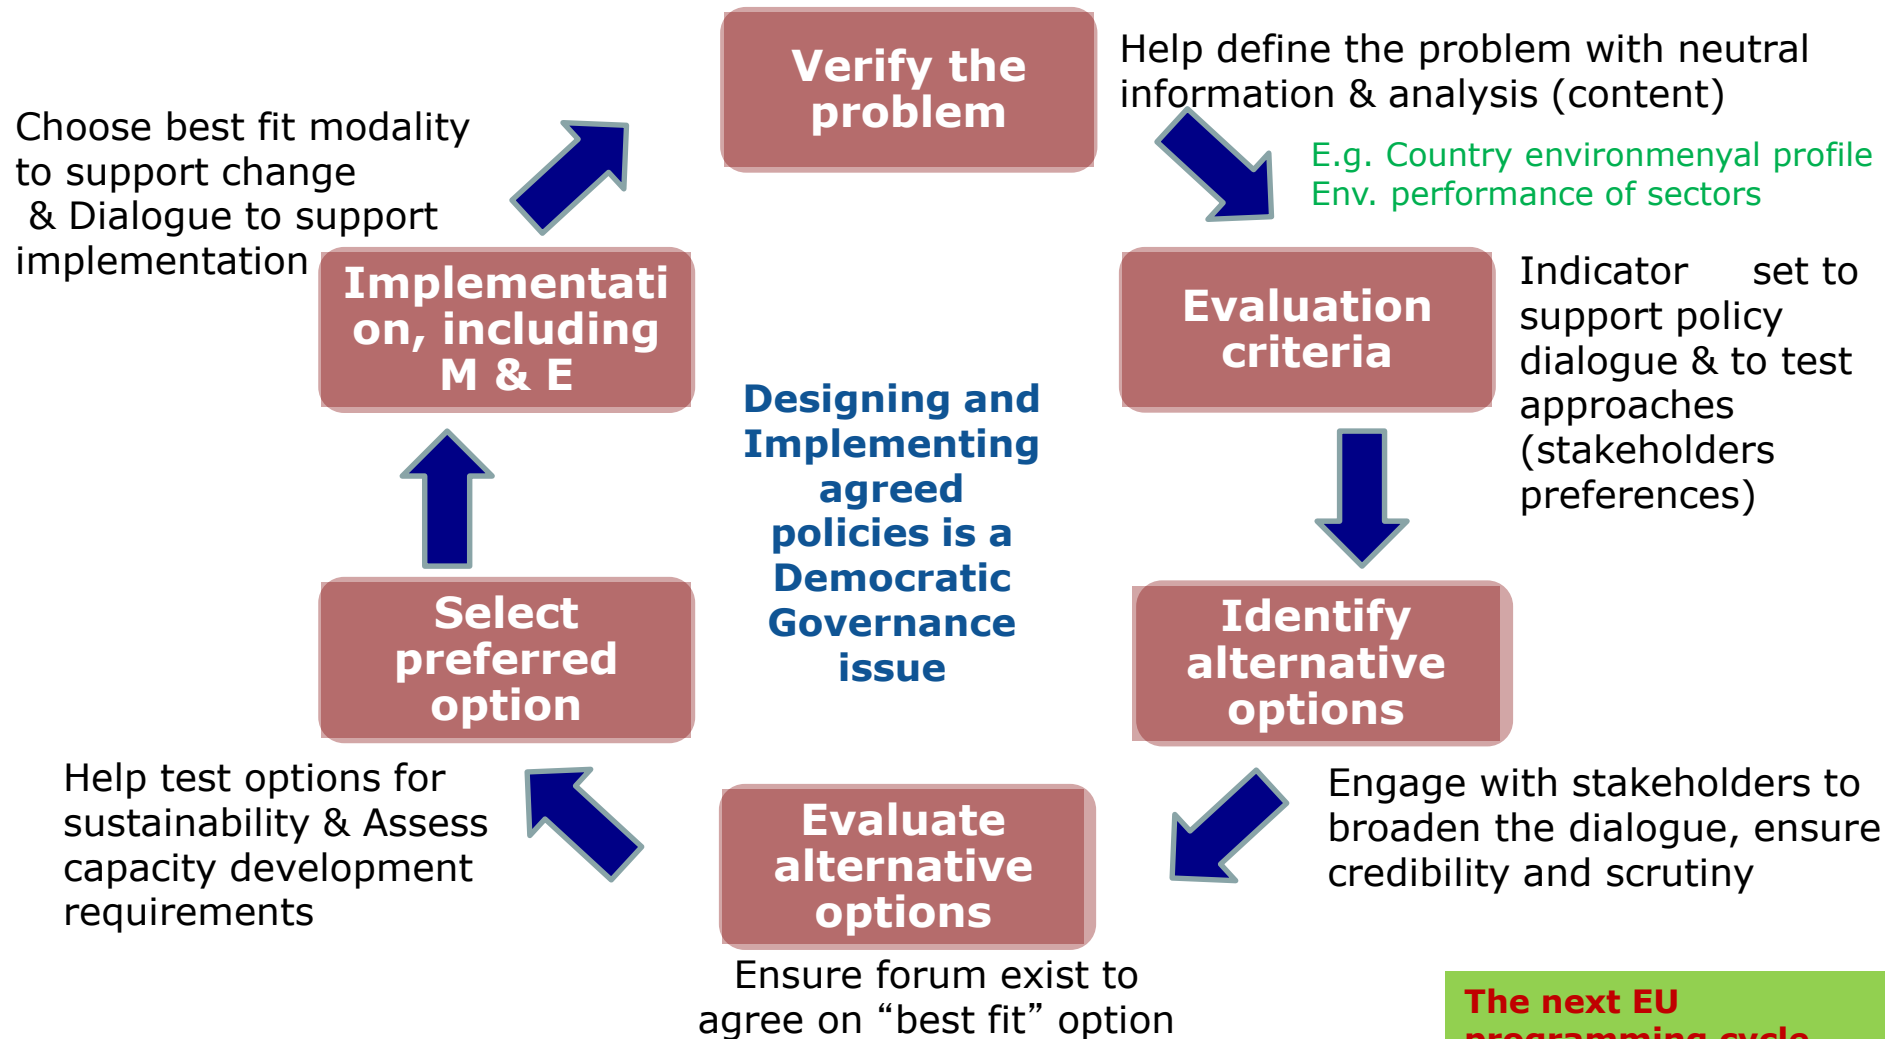 Verify the
problem
Help define the problem with neutral
information & analysis (content)
E.g. Country environmenyal profile
Env. performance of sectors
Choose best fit modality
to support change
& Dialogue to support
implementation
Implementati
on, including
M & E
Evaluation
criteria
Indicator set to
support policy
dialogue & to test
approaches
(stakeholders
preferences)
Designing and
Implementing
agreed
policies is a
Democratic
Governance
issue
Select
preferred
option
Identify
alternative
options
Help test options for
sustainability & Assess
capacity development
requirements
Evaluate
alternative
options
Engage with stakeholders to
broaden the dialogue, ensure
credibility and scrutiny
Ensure forum exist to
agree on “best fit” option
The next EU
programming cycle